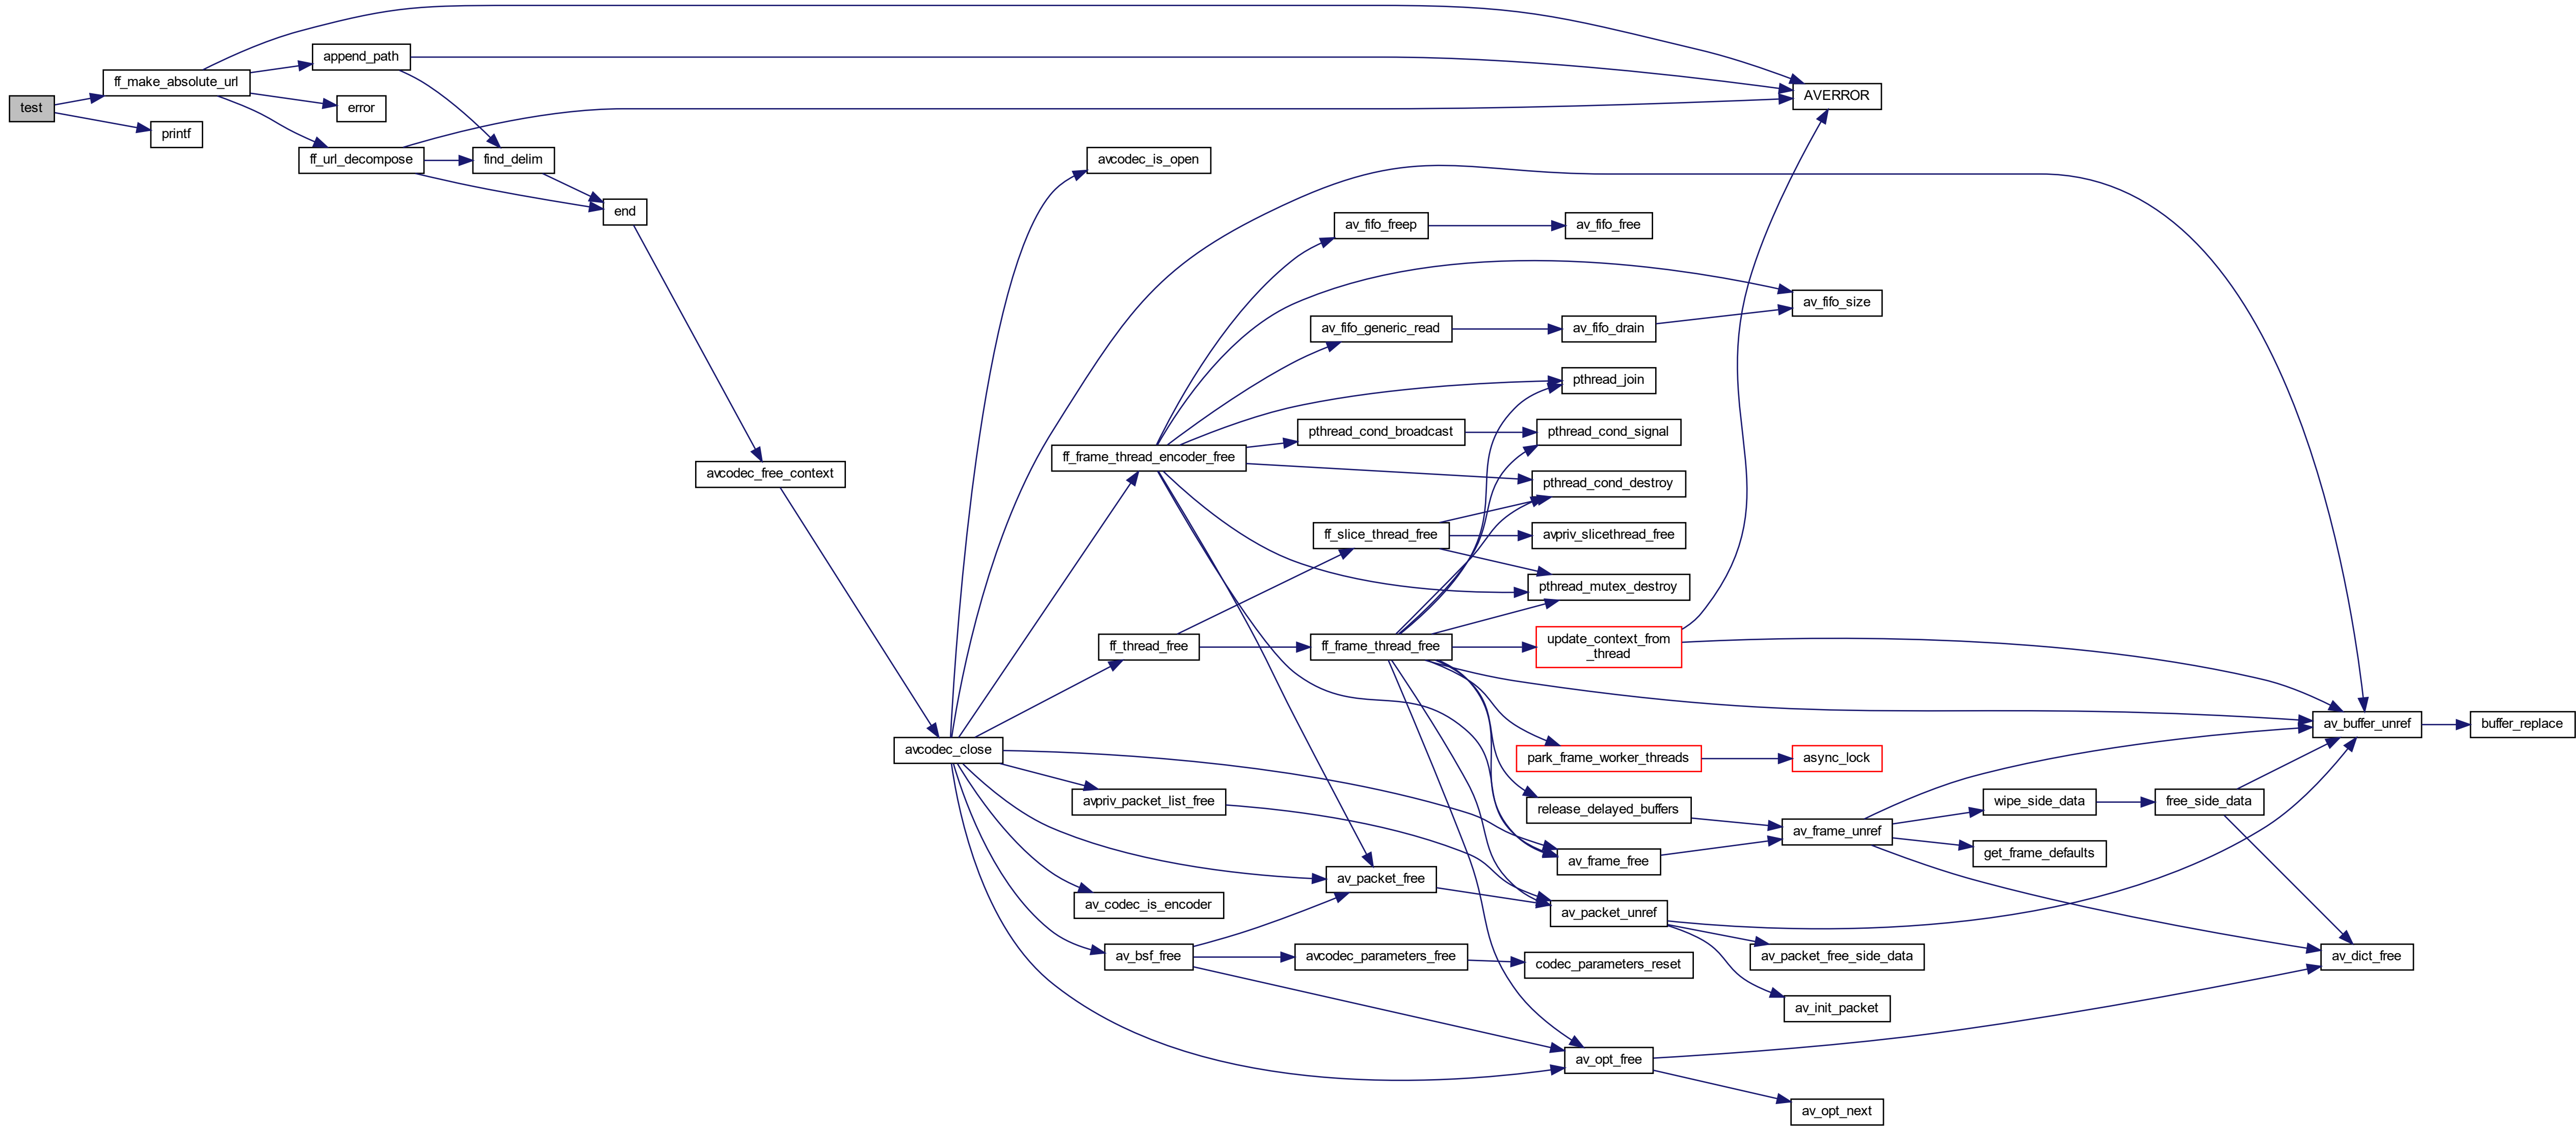 test
ff_make_absolute_url
printf
append_path
error
ff_url_decompose
find_delim
end
AVERROR
avcodec_free_context
avcodec_close
avcodec_is_open
ff_frame_thread_encoder_free
ff_thread_free
avpriv_packet_list_free
av_codec_is_encoder
av_bsf_free
av_fifo_freep
av_fifo_free
av_fifo_size
av_fifo_generic_read
av_fifo_drain
pthread_join
pthread_cond_broadcast
pthread_cond_signal
pthread_cond_destroy
ff_slice_thread_free
avpriv_slicethread_free
pthread_mutex_destroy
ff_frame_thread_free
update_context_from
_thread
park_frame_worker_threads
async_lock
release_delayed_buffers
av_frame_free
av_frame_unref
wipe_side_data
free_side_data
get_frame_defaults
av_buffer_unref
buffer_replace
av_packet_free
av_packet_unref
av_packet_free_side_data
av_init_packet
avcodec_parameters_free
codec_parameters_reset
av_dict_free
av_opt_free
av_opt_next